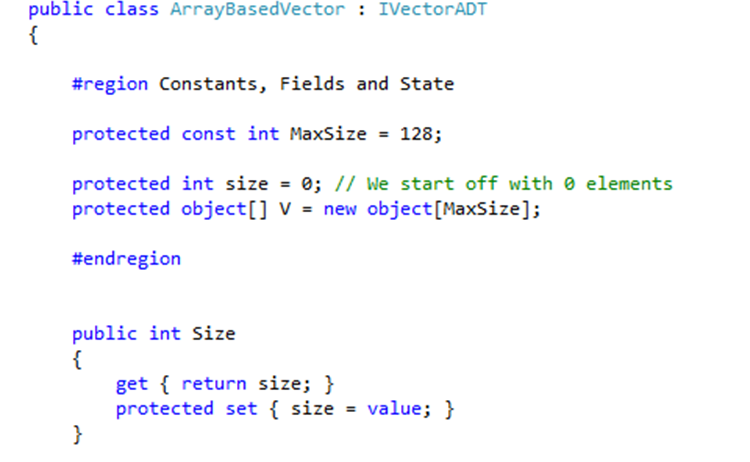 public class ArrayBasedVector : IVectorADT
{
#region Constants, Fields and State
protected const int MaxSize = 128;
protected int size = 0; // We start off with 0 elements
protected object[] V = new object[MaxSize];
#endregion
public int Size
{
get { return size; }
protected set { size = value; }
}